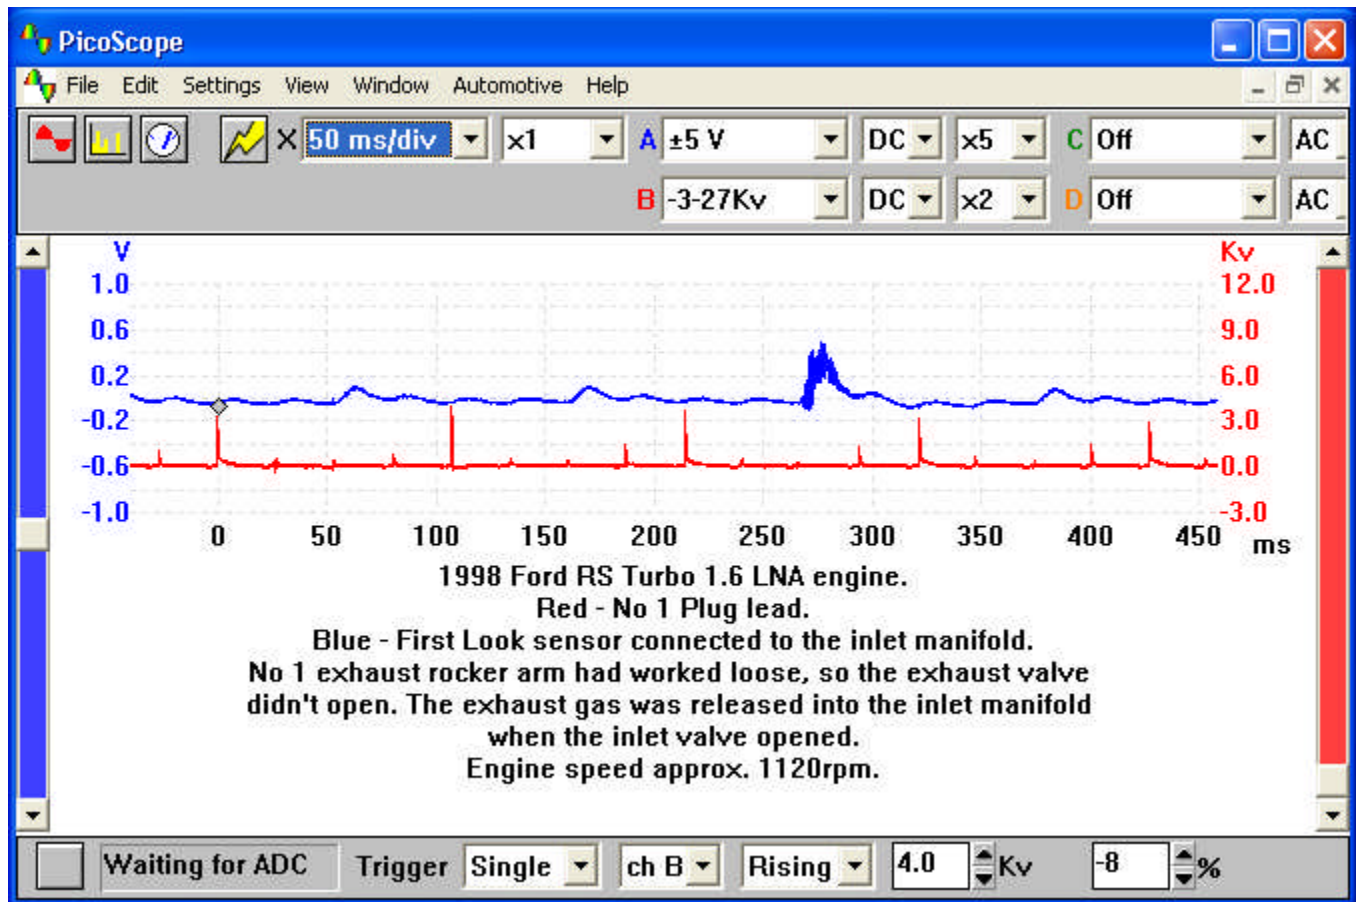 PicoScope
File Edit Settings View Window Automotive Help
X 50 ms/div x1 A ±5 V DC x5 C Off AC
B -3-27Kv DC x2 D Off AC
V Kv
1.0 12.0
0.6 9.0
0.2 6.0
-0.2 3.0
-0.6 0.0
-1.0 -3.0
0 50 100 150 200 250 300 350 400 450 ms
1998 Ford RS Turbo 1.6 LNA engine.
Red - No 1 Plug lead.
Blue - First Look sensor connected to the inlet manifold.
No 1 exhaust rocker arm had worked loose, so the exhaust valve
didn't open. The exhaust gas was released into the inlet manifold
when the inlet valve opened.
Engine speed approx. 1120rpm.
Waiting for ADC Trigger Single ch B Rising 4.0 Kv -8 %